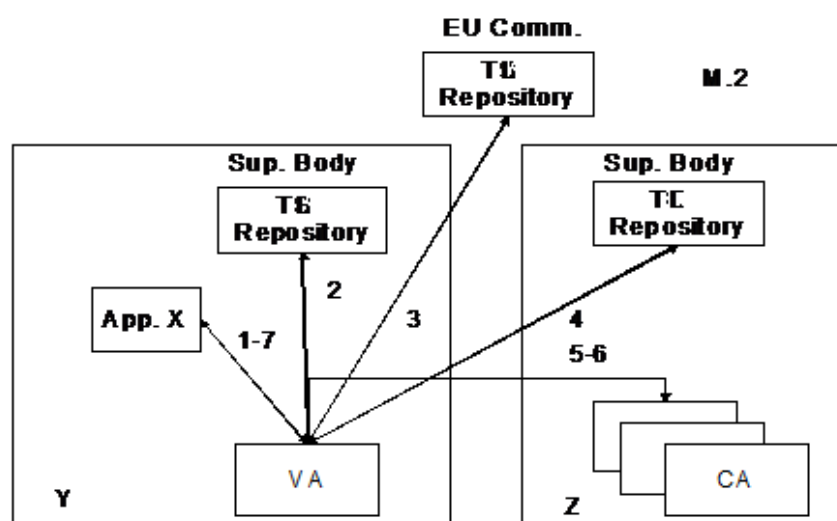 EU Comm.
Repository
M.2
Sup. Body
Repository
Sup. Body
Repository
App. X
1-7
2
3
4
5-6
VA
CA
Y
Z